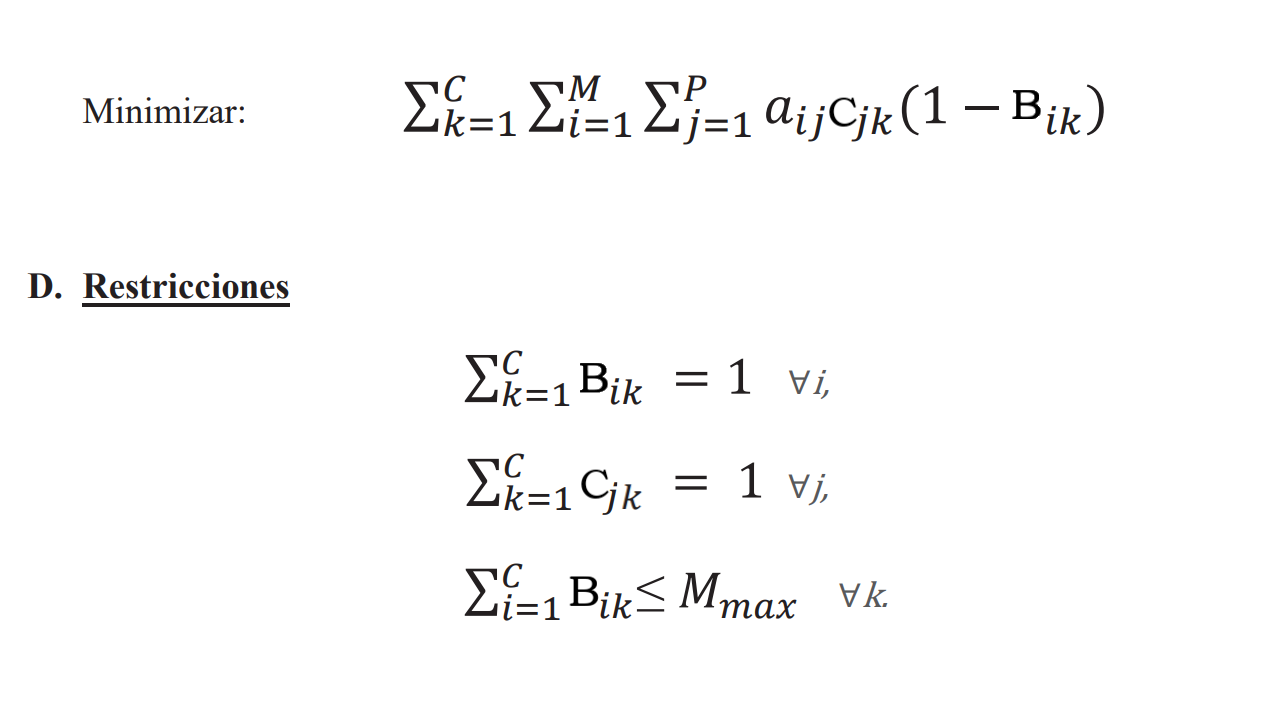 Minimizar: ∑_{k=1}^{C} ∑_{i=1}^{M} ∑_{j=1}^{P} a_{ij}C_{jk}(1 − B_{ik})
D. Restricciones
∑_{k=1}^{C} B_{ik} = 1 ∀i,
∑_{k=1}^{C} C_{jk} = 1 ∀j,
∑_{i=1}^{C} B_{ik} ≤ M_{max} ∀k.